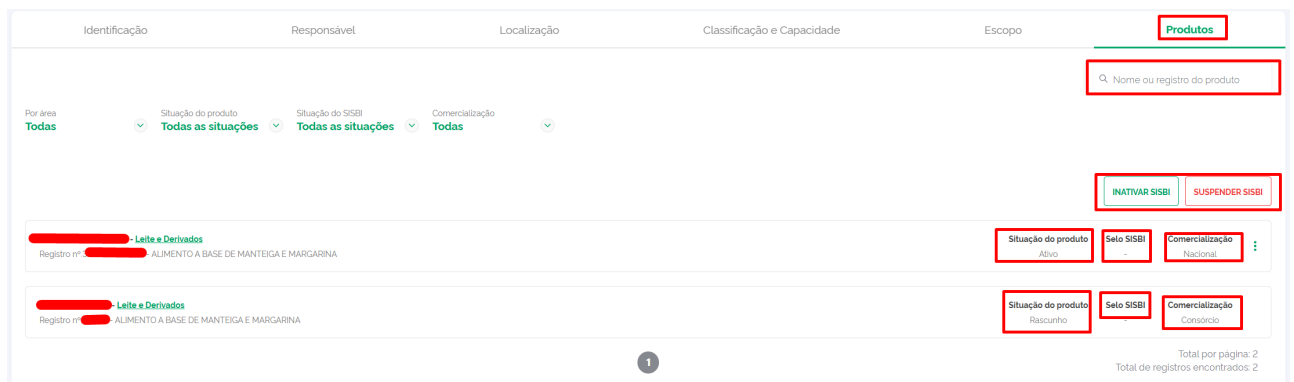 Identificação Responsável Localização Classificação e Capacidade Escopo Produtos
Nome ou registro do produto
Por área Situação do produto Situação do SISBI Comercialização
Todas Todas as situações Todas as situações Todas
INATIVAR SISBI SUSPENDER SISBI
- Leite e Derivados Situação do produto Selo SISBI Comercialização
Registro nº - ALIMENTO A BASE DE MANTEIGA E MARGARINA Ativo - Nacional
- Leite e Derivados Situação do produto Selo SISBI Comercialização
Registro nº - ALIMENTO A BASE DE MANTEIGA E MARGARINA Rascunho - Consórcio
1
Total por página: 2
Total de registros encontrados: 2